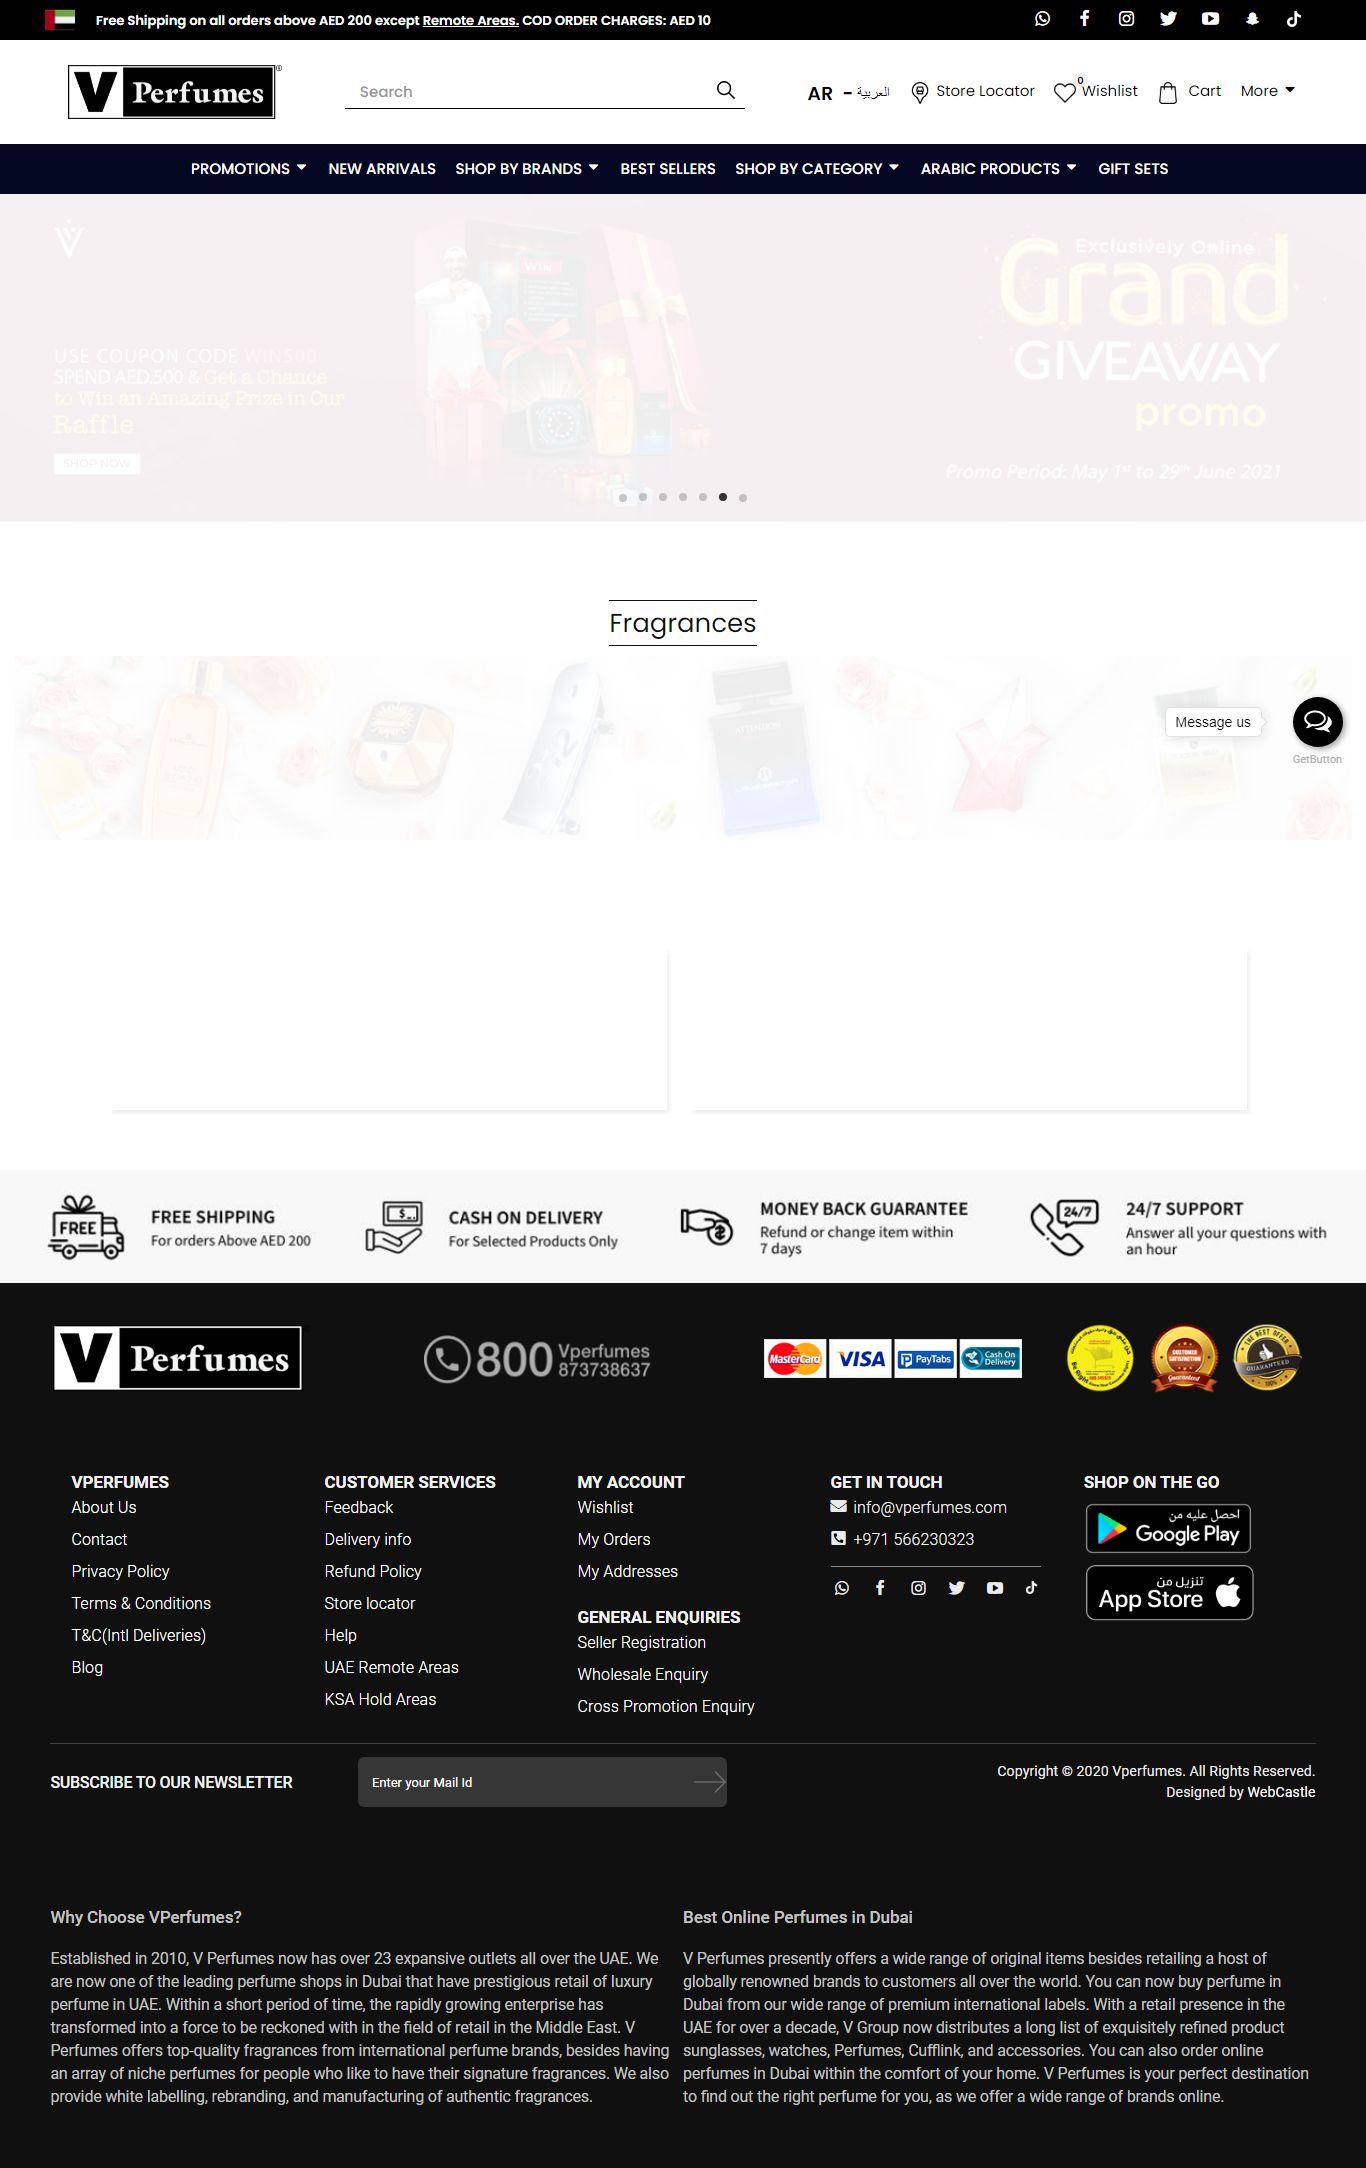 Free Shipping on all orders above AED 200 except Remote Areas. COD ORDER CHARGES: AED 10
V Perfumes
Search
AR - العربية
Store Locator
0
Wishlist
Cart
More
PROMOTIONS
NEW ARRIVALS
SHOP BY BRANDS
BEST SELLERS
SHOP BY CATEGORY
ARABIC PRODUCTS
GIFT SETS
WIN
Exclusively Online
Grand
GIVEAWAY
promo
USE COUPON CODE WIN500
SPEND AED.500 & Get a Chance
to Win an Amazing Prize in Our
Raffle
SHOP NOW
Promo Period: May 1st to 29th June 2021
Fragrances
ATTENTION
Message us
GetButton
FREE
FREE SHIPPING
For orders Above AED 200
CASH ON DELIVERY
For Selected Products Only
MONEY BACK GUARANTEE
Refund or change item within
7 days
24/7
24/7 SUPPORT
Answer all your questions with
an hour
V Perfumes
800 Vperfumes
873738637
MasterCard
VISA
PayTabs
Cash On
Delivery
CUSTOMER
SATISFACTION
Guaranteed
THE BEST OFFER
GUARANTEED
100%
VPERFUMES
About Us
Contact
Privacy Policy
Terms & Conditions
T&C(Intl Deliveries)
Blog
CUSTOMER SERVICES
Feedback
Delivery info
Refund Policy
Store locator
Help
UAE Remote Areas
KSA Hold Areas
MY ACCOUNT
Wishlist
My Orders
My Addresses
GENERAL ENQUIRIES
Seller Registration
Wholesale Enquiry
Cross Promotion Enquiry
GET IN TOUCH
info@vperfumes.com
+971 566230323
SHOP ON THE GO
احصل عليه من
Google Play
تنزيل من
App Store
SUBSCRIBE TO OUR NEWSLETTER
Enter your Mail Id
Copyright © 2020 Vperfumes. All Rights Reserved.
Designed by WebCastle
Why Choose VPerfumes?
Established in 2010, V Perfumes now has over 23 expansive outlets all over the UAE. We
are now one of the leading perfume shops in Dubai that have prestigious retail of luxury
perfume in UAE. Within a short period of time, the rapidly growing enterprise has
transformed into a force to be reckoned with in the field of retail in the Middle East. V
Perfumes offers top-quality fragrances from international perfume brands, besides having
an array of niche perfumes for people who like to have their signature fragrances. We also
provide white labelling, rebranding, and manufacturing of authentic fragrances.
Best Online Perfumes in Dubai
V Perfumes presently offers a wide range of original items besides retailing a host of
globally renowned brands to customers all over the world. You can now buy perfume in
Dubai from our wide range of premium international labels. With a retail presence in the
UAE for over a decade, V Group now distributes a long list of exquisitely refined product
sunglasses, watches, Perfumes, Cufflink, and accessories. You can also order online
perfumes in Dubai within the comfort of your home. V Perfumes is your perfect destination
to find out the right perfume for you, as we offer a wide range of brands online.